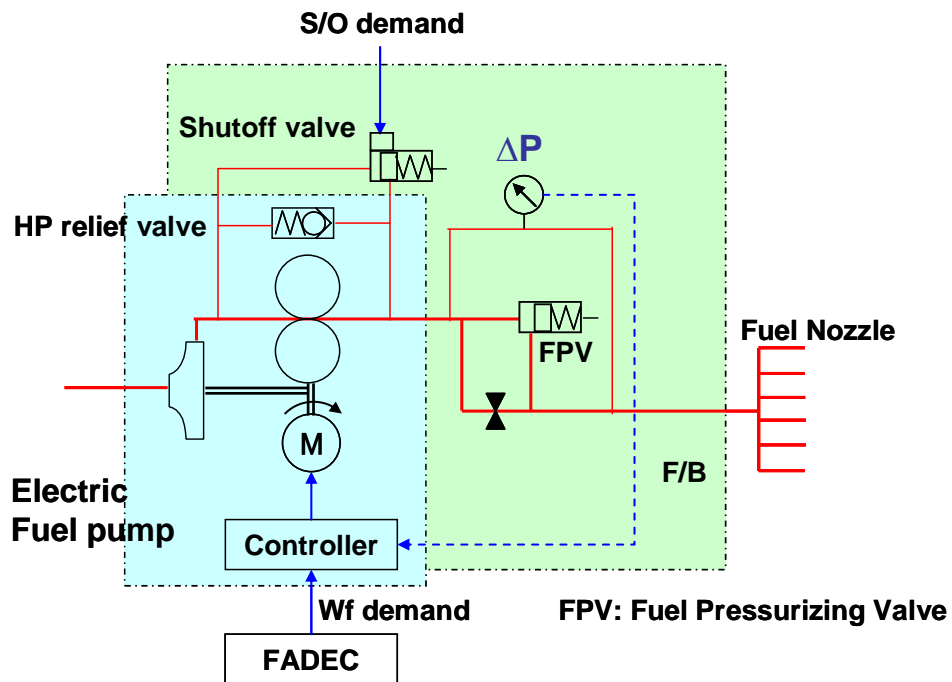 S/O demand
Shutoff valve
ΔP
HP relief valve
FPV
Fuel Nozzle
M
F/B
Electric
Fuel pump
Controller
Wf demand
FPV: Fuel Pressurizing Valve
FADEC